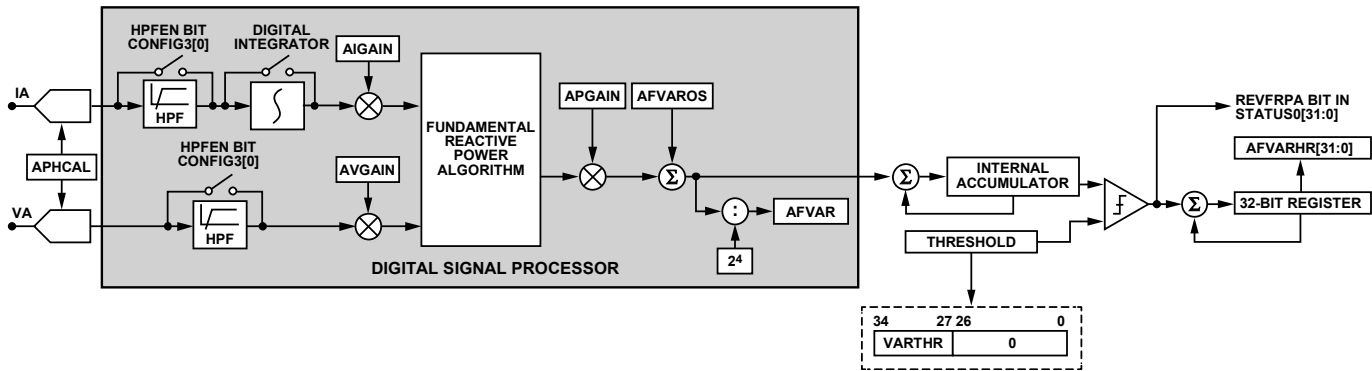 HPFEN BIT
CONFIG3[0]
DIGITAL
INTEGRATOR
AIGAIN
IA
HPF
APHCAL
HPFEN BIT
CONFIG3[0]
AVGAIN
VA
HPF
FUNDAMENTAL
REACTIVE
POWER
ALGORITHM
APGAIN
AFVAROS
Σ
:
AFVAR
2⁴
DIGITAL SIGNAL PROCESSOR
Σ
INTERNAL
ACCUMULATOR
THRESHOLD
34 27 26 0
VARTHR 0
REVFRPA BIT IN
STATUS0[31:0]
AFVARHR[31:0]
Σ
32-BIT REGISTER